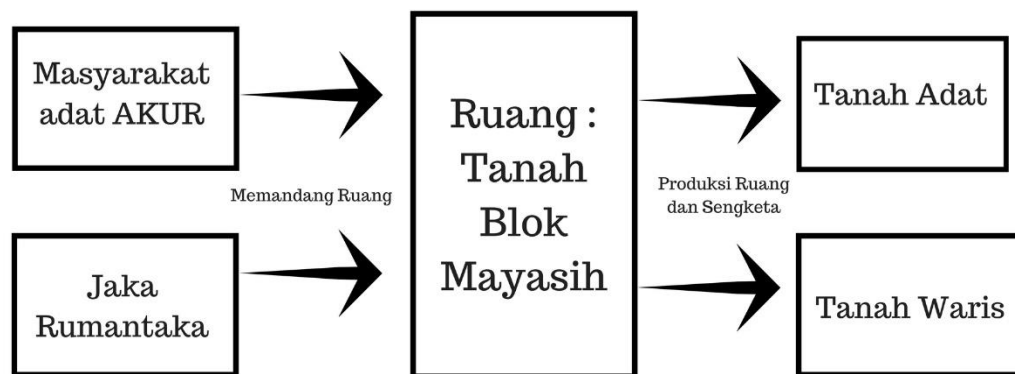 Masyarakat
adat AKUR
Jaka
Rumantaka
Memandang Ruang
Ruang :
Tanah
Blok
Mayasih
Produksi Ruang
dan Sengketa
Tanah Adat
Tanah Waris